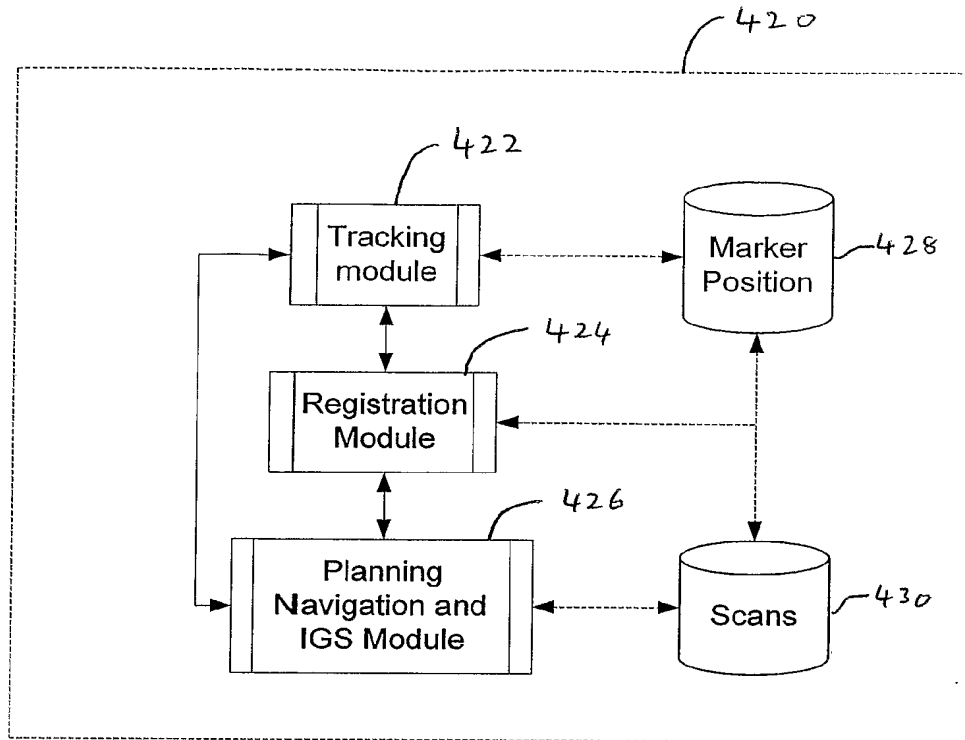 420
422
Tracking
module
Marker
Position
428
424
Registration
Module
426
Planning
Navigation and
IGS Module
Scans
430